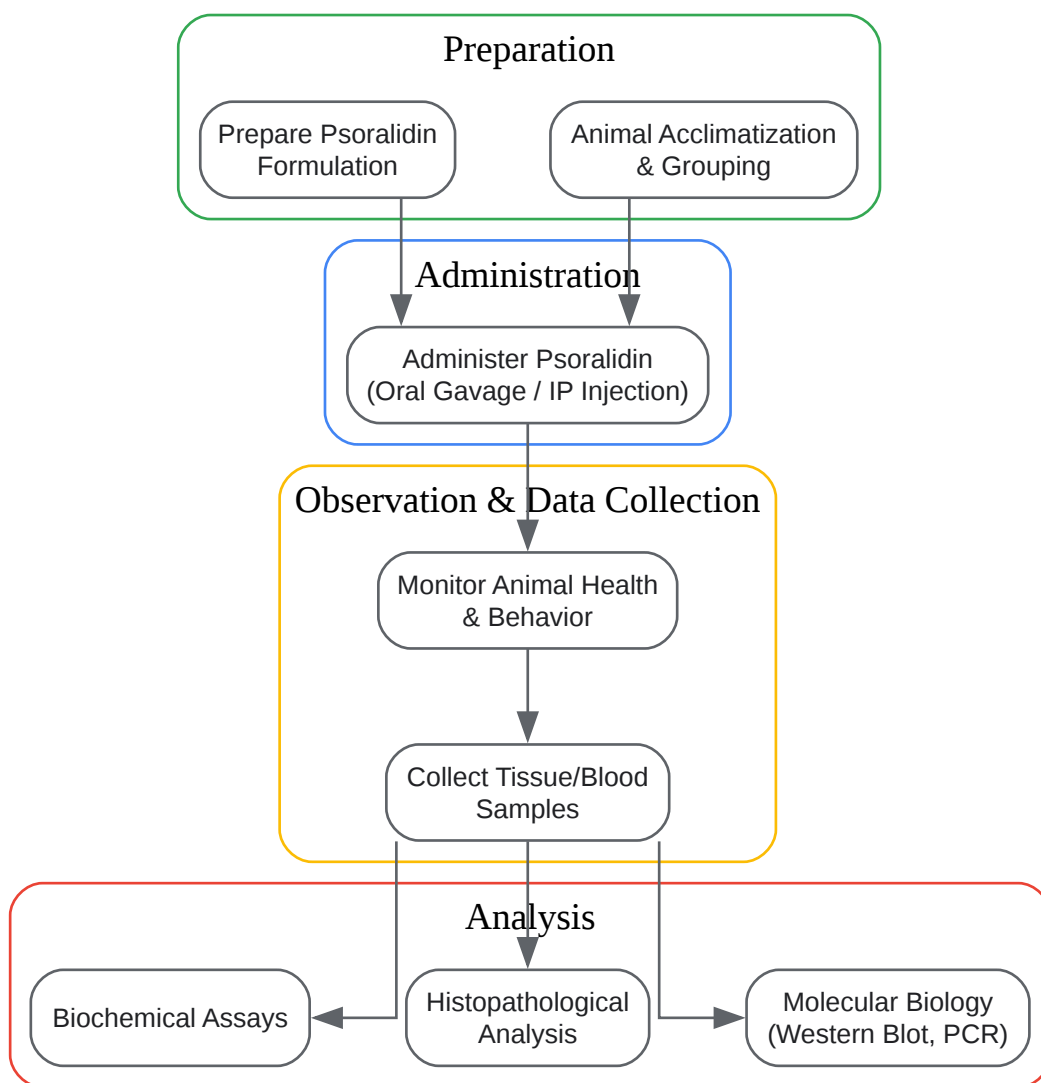 Preparation
Prepare Psoralidin
Formulation
Animal Acclimatization
& Grouping
Administration
Administer Psoralidin
(Oral Gavage / IP Injection)
Observation & Data Collection
Monitor Animal Health
& Behavior
Collect Tissue/Blood
Samples
Analysis
Biochemical Assays
Histopathological
Analysis
Molecular Biology
(Western Blot, PCR)